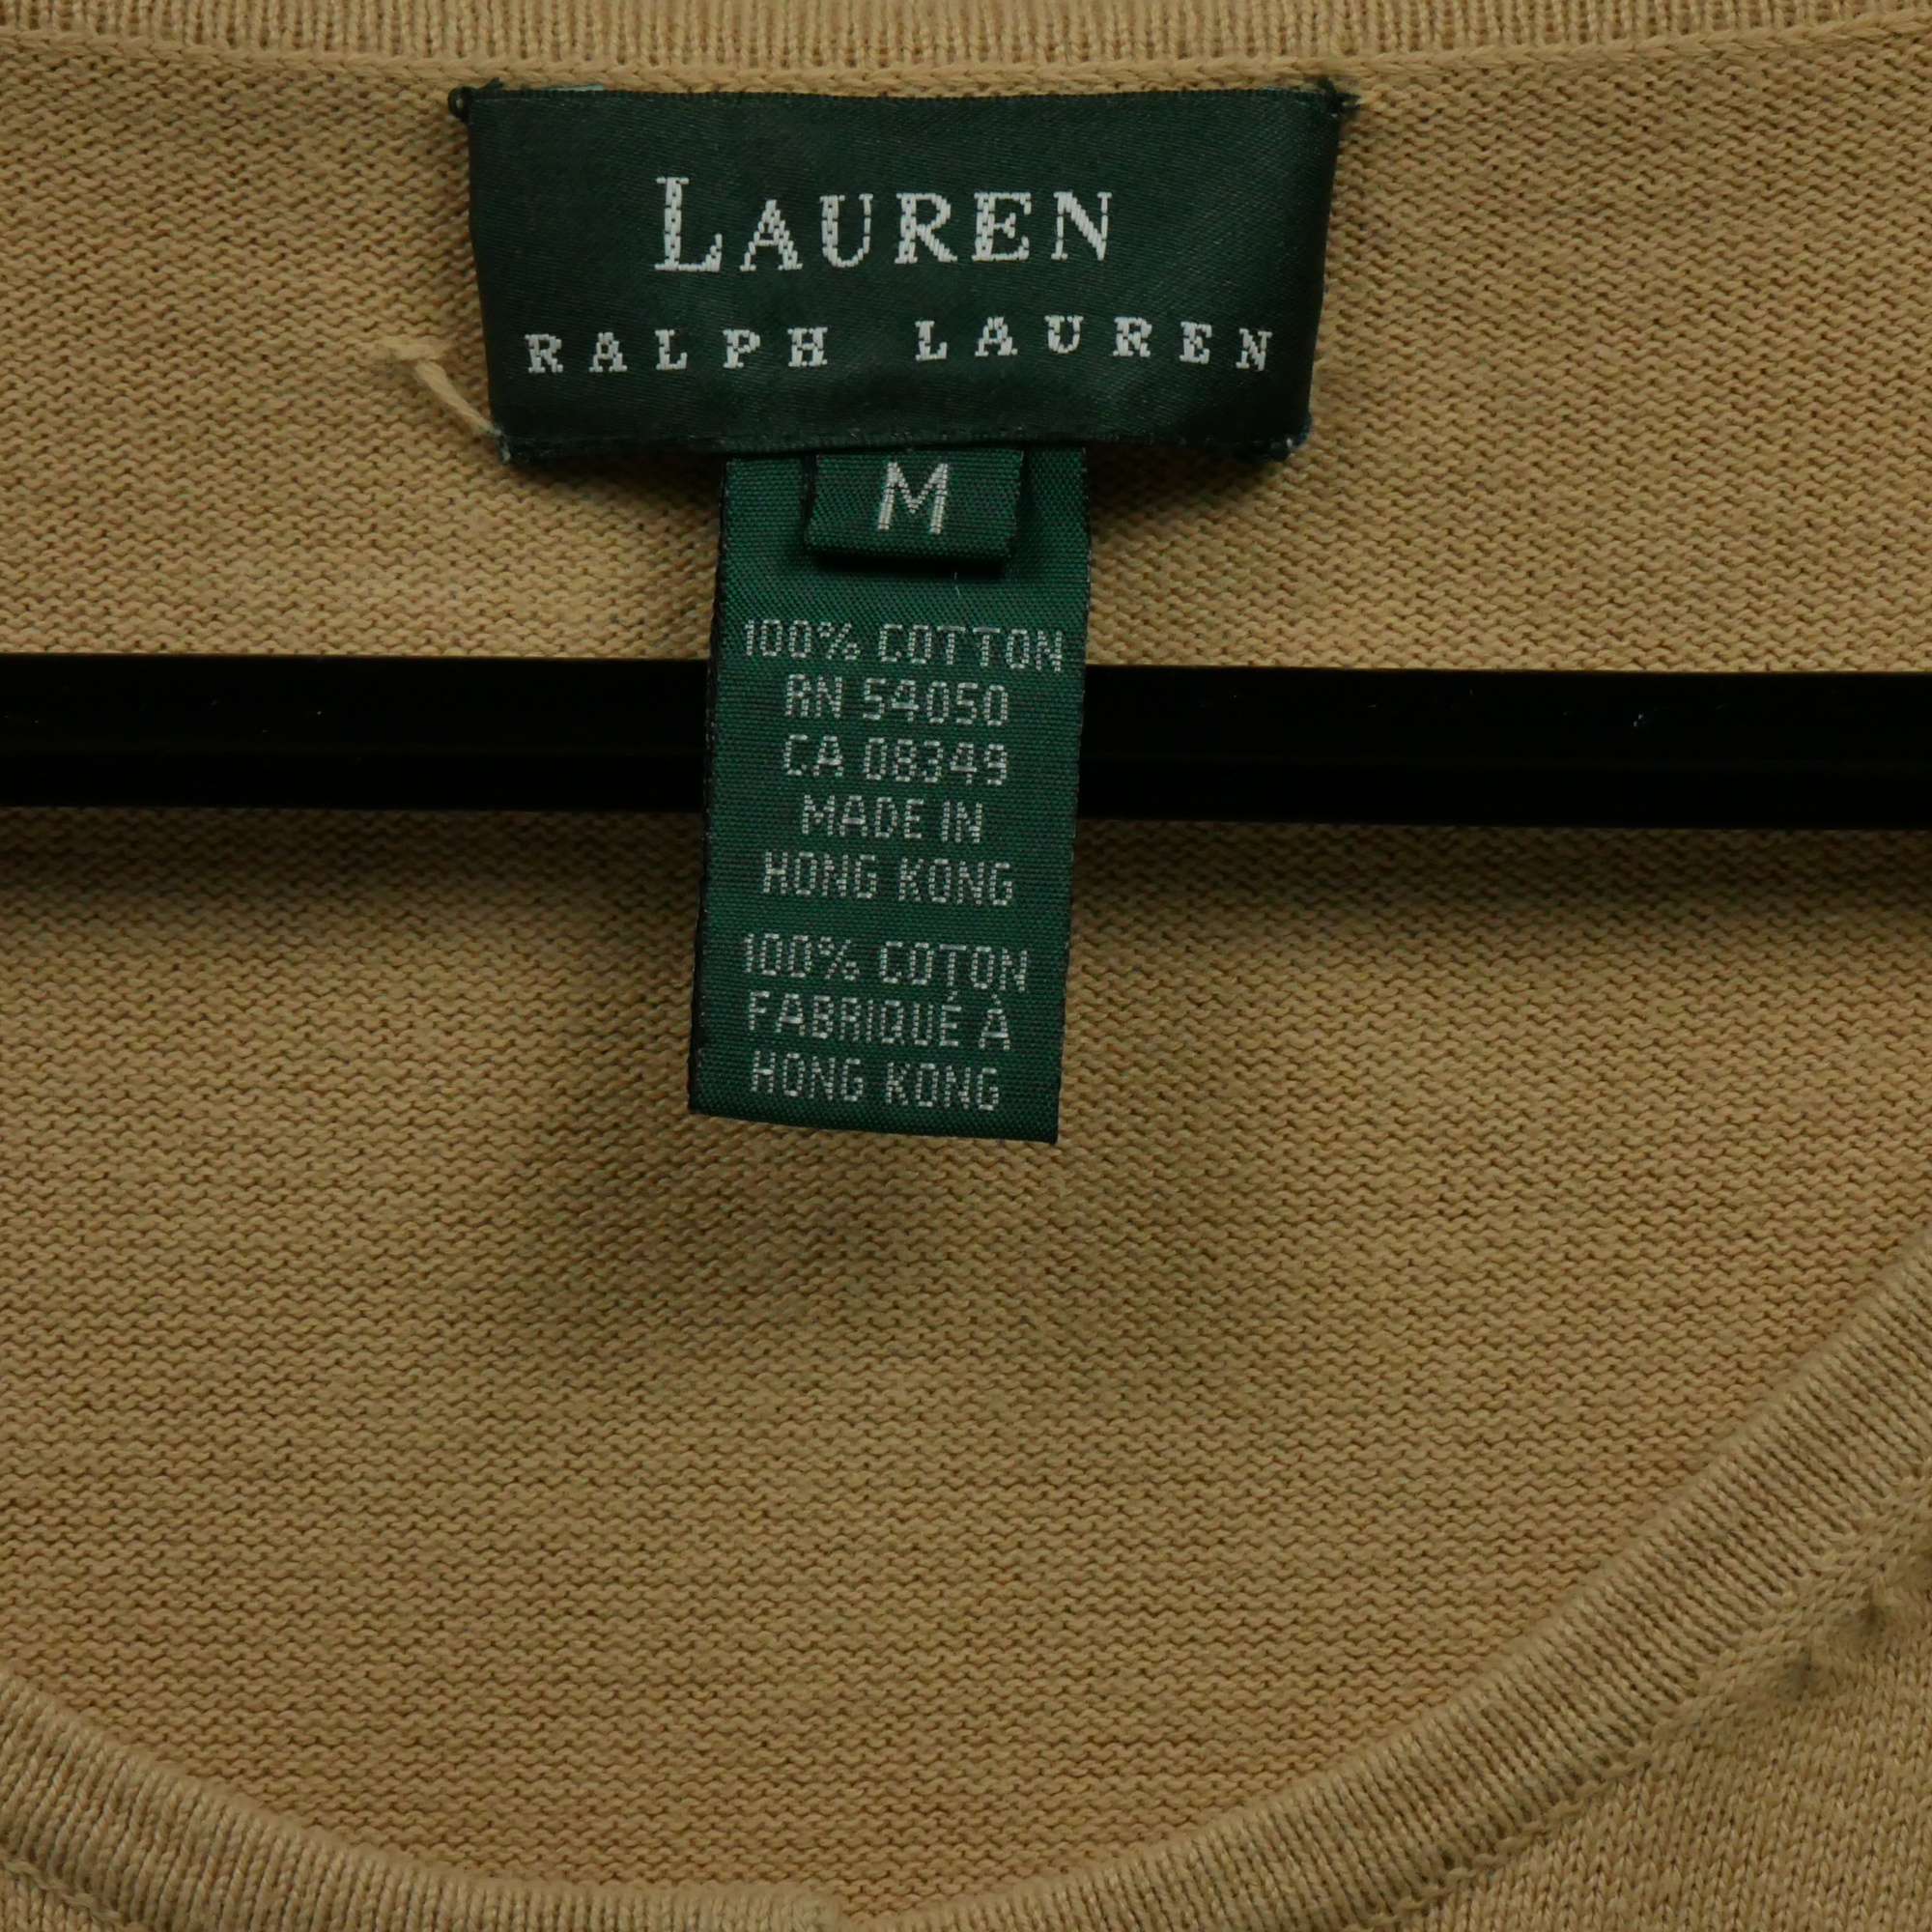 LAUREN
RALPH LAUREN
M
100% COTTON
RN 54050
CA 08349
MADE IN
HONG KONG
100% COTON
FABRIQUÉ À
HONG KONG